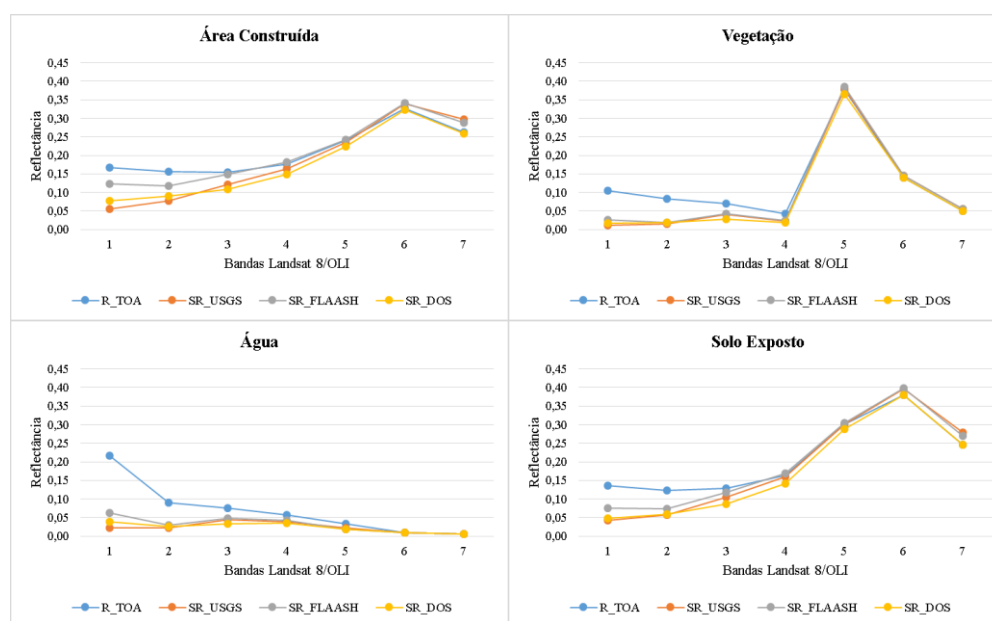 Área Construída
Reflectância
0,45
0,40
0,35
0,30
0,25
0,20
0,15
0,10
0,05
0,00
1 2 3 4 5 6 7
Bandas Landsat 8/OLI
R_TOA SR_USGS SR_FLAASH SR_DOS
Vegetação
Reflectância
0,45
0,40
0,35
0,30
0,25
0,20
0,15
0,10
0,05
0,00
1 2 3 4 5 6 7
Bandas Landsat 8/OLI
R_TOA SR_USGS SR_FLAASH SR_DOS
Água
Reflectância
0,45
0,40
0,35
0,30
0,25
0,20
0,15
0,10
0,05
0,00
1 2 3 4 5 6 7
Bandas Landsat 8/OLI
R_TOA SR_USGS SR_FLAASH SR_DOS
Solo Exposto
Reflectância
0,45
0,40
0,35
0,30
0,25
0,20
0,15
0,10
0,05
0,00
1 2 3 4 5 6 7
Bandas Landsat 8/OLI
R_TOA SR_USGS SR_FLAASH SR_DOS